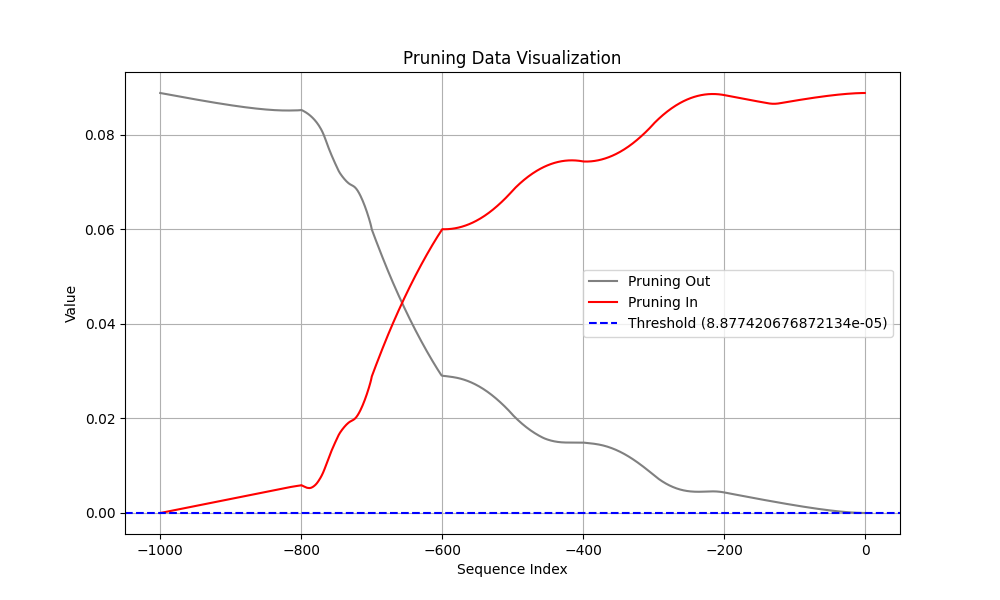 Pruning Data Visualization
Value
0.08
0.06
0.04
0.02
0.00
Pruning Out
Pruning In
Threshold (8.877420676872134e-05)
−1000
−800
−600
−400
−200
0
Sequence Index